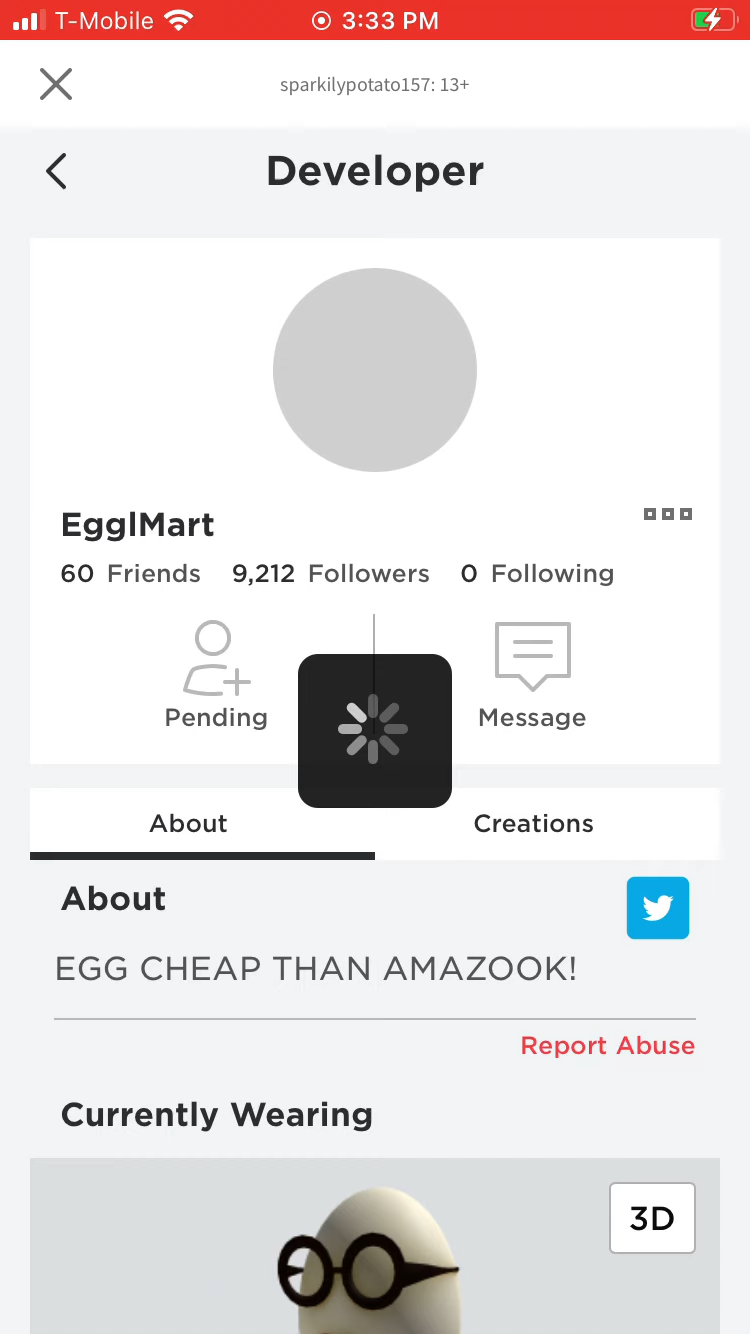 T-Mobile 3:33 PM
sparkilypotato157: 13+
Developer
EgglMart
60 Friends 9,212 Followers 0 Following
Pending Message
About Creations
About
EGG CHEAP THAN AMAZOOK!
Report Abuse
Currently Wearing
3D